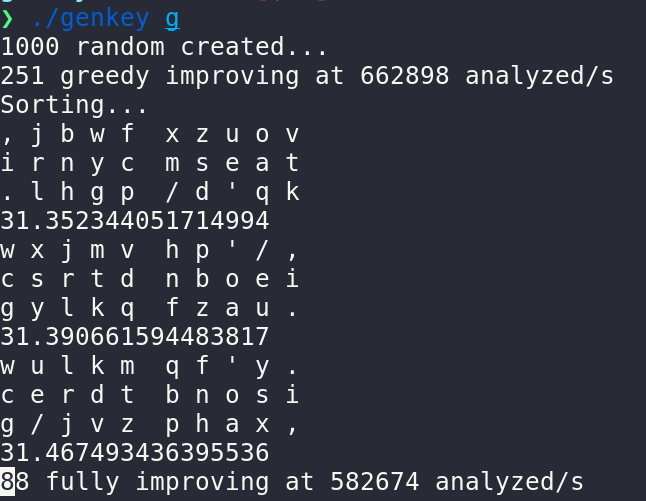 ❯ ./genkey g
1000 random created...
251 greedy improving at 662898 analyzed/s
Sorting...
, j b w f  x z u o v
i r n y c  m s e a t
. l h g p  / d ' q k
31.352344051714994
w x j m v  h p ' / ,
c s r t d  n b o e i
g y l k q  f z a u .
31.390661594483817
w u l k m  q f ' y .
c e r d t  b n o s i
g / j v z  p h a x ,
31.467493436395536
88 fully improving at 582674 analyzed/s